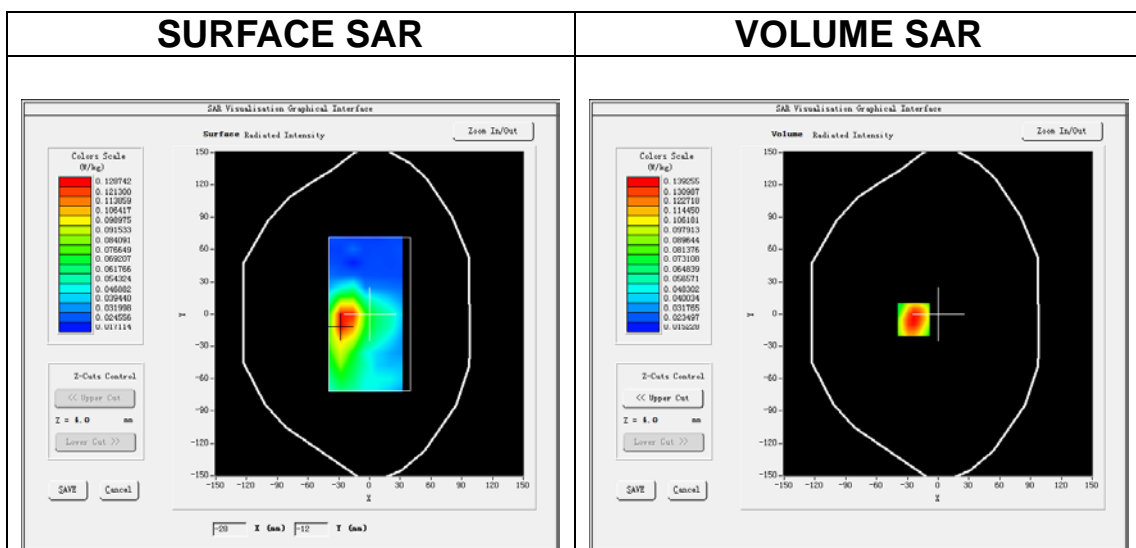 SURFACE SAR
VOLUME SAR
SAR Visualisation Graphical Interface
Surface Radiated Intensity
Zoom In/Out
Colors Scale
(W/kg)
0.128742
0.121300
0.113859
0.106417
0.098975
0.091533
0.084091
0.076649
0.069207
0.061766
0.054324
0.046882
0.039440
0.031998
0.024556
0.017114
150
120
90
60
30
0
-30
-60
-90
-120
-150
Y
-150 -120 -90 -60 -30 0 30 60 90 120 150
X
Z-Cuts Control
<< Upper Cut
Z = 4.0 mm
Lower Cut >>
SAVE
Cancel
-28 X (mm) -12 Y (mm)
SAR Visualisation Graphical Interface
Volume Radiated Intensity
Zoom In/Out
Colors Scale
(W/kg)
0.139255
0.130987
0.122718
0.114450
0.106181
0.097913
0.089644
0.081376
0.073108
0.064839
0.056571
0.048302
0.040034
0.031765
0.023497
0.015228
150
120
90
60
30
0
-30
-60
-90
-120
-150
Y
-150 -120 -90 -60 -30 0 30 60 90 120 150
X
Z-Cuts Control
<< Upper Cut
Z = 4.0 mm
Lower Cut >>
SAVE
Cancel